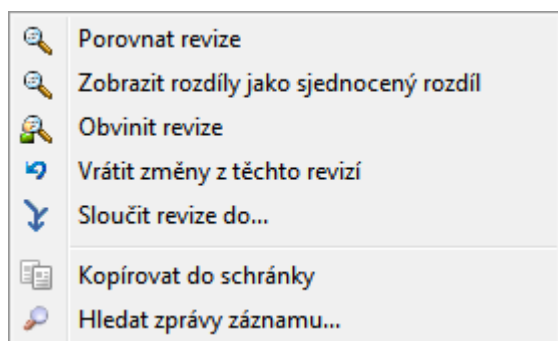 Porovnat revize
Zobrazit rozdíly jako sjednocený rozdíl
Obvinit revize
Vrátit změny z těchto revizí
Sloučit revize do...
Kopírovat do schránky
Hledat zprávy záznamu...